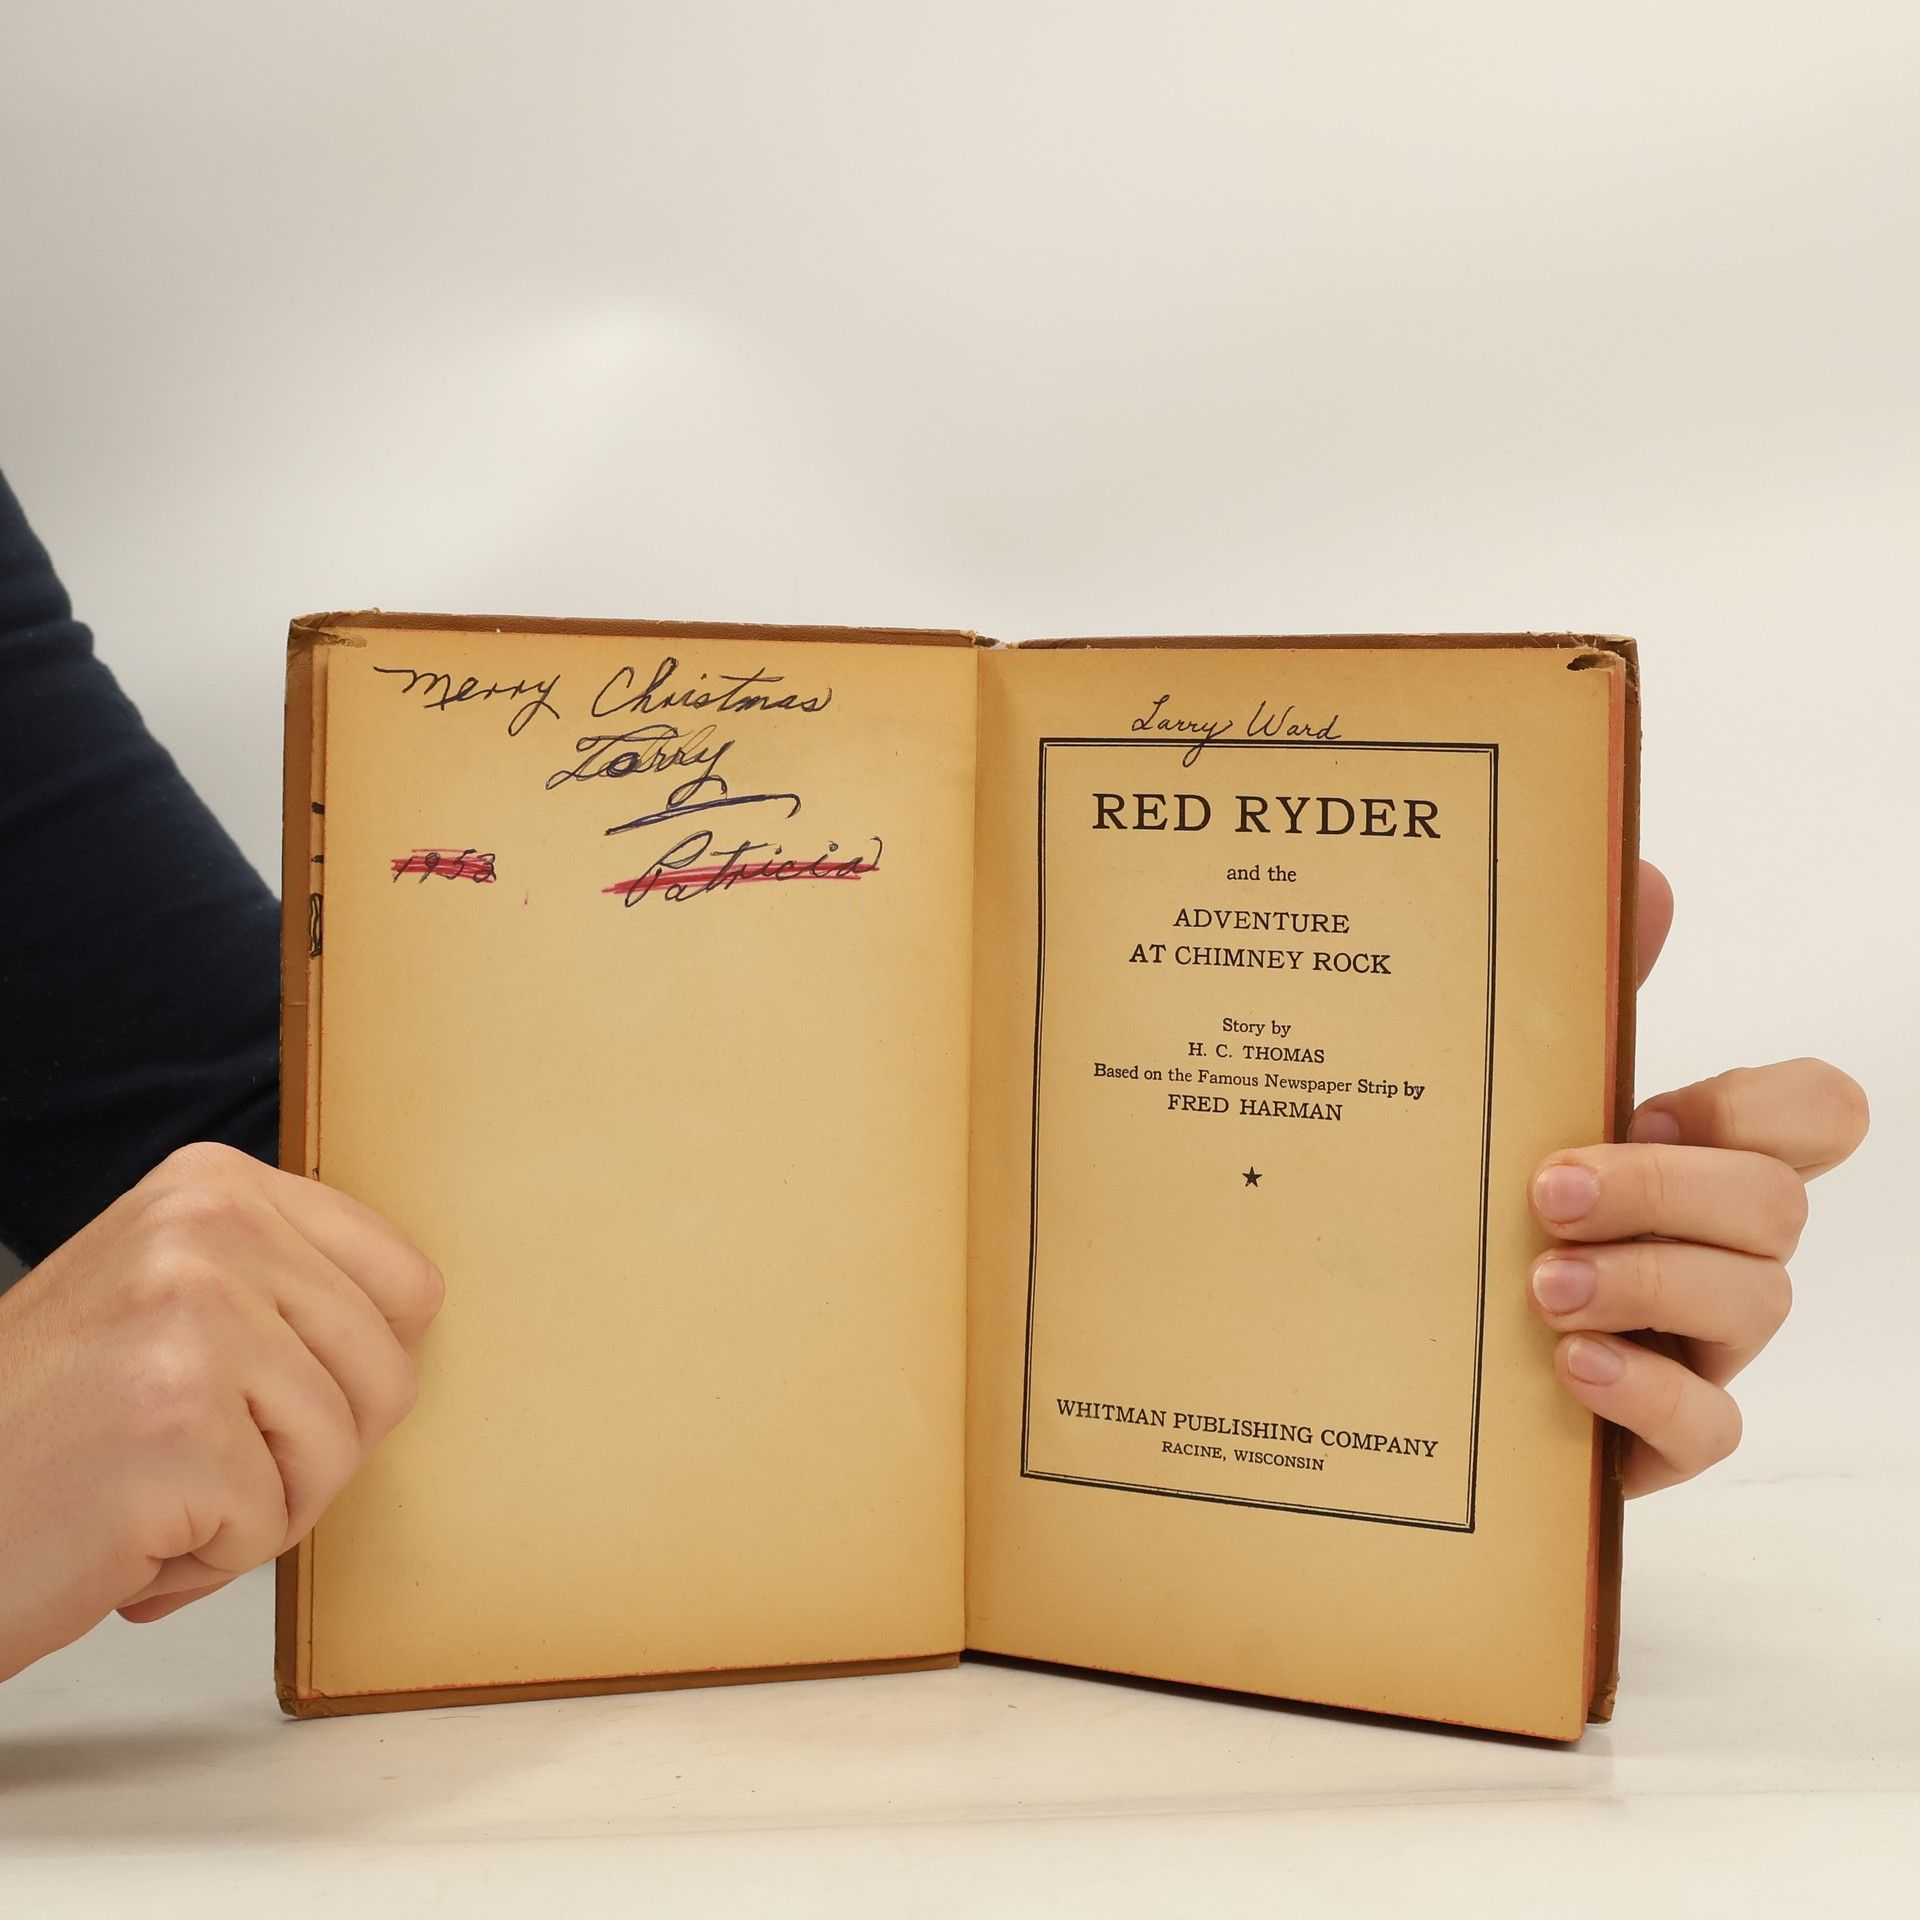 Merry Christmas
Larry
1953 Patricia
Larry Ward
RED RYDER
and the
ADVENTURE
AT CHIMNEY ROCK
Story by
H. C. THOMAS
Based on the Famous Newspaper Strip by
FRED HARMAN
WHITMAN PUBLISHING COMPANY
RACINE, WISCONSIN